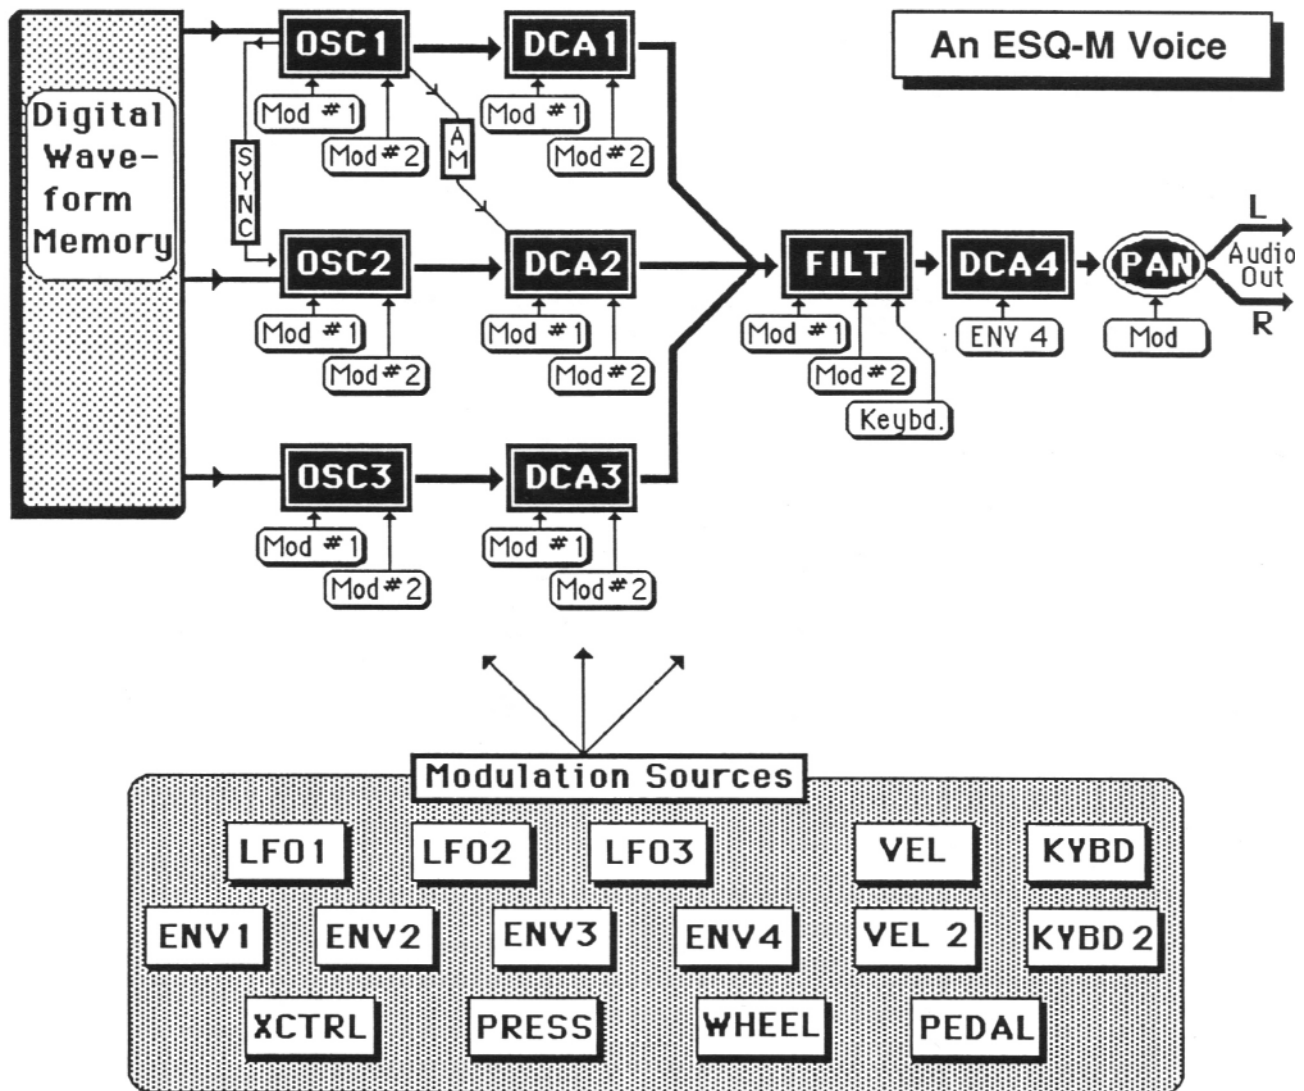 An ESQ-M Voice
Digital
Wave-
form
Memory
OSC1
DCA1
Mod #1
Mod #2
Mod #1
Mod #2
SYNC
AM
OSC2
DCA2
Mod #1
Mod #2
Mod #1
Mod #2
FILT
DCA4
PAN
L
Audio
Out
R
Mod #1
Mod #2
Keybd.
ENV 4
Mod
OSC3
DCA3
Mod #1
Mod #2
Mod #1
Mod #2
Modulation Sources
LFO1
LFO2
LFO3
VEL
KYBD
ENV1
ENV2
ENV3
ENV4
VEL 2
KYBD 2
XCTRL
PRESS
WHEEL
PEDAL